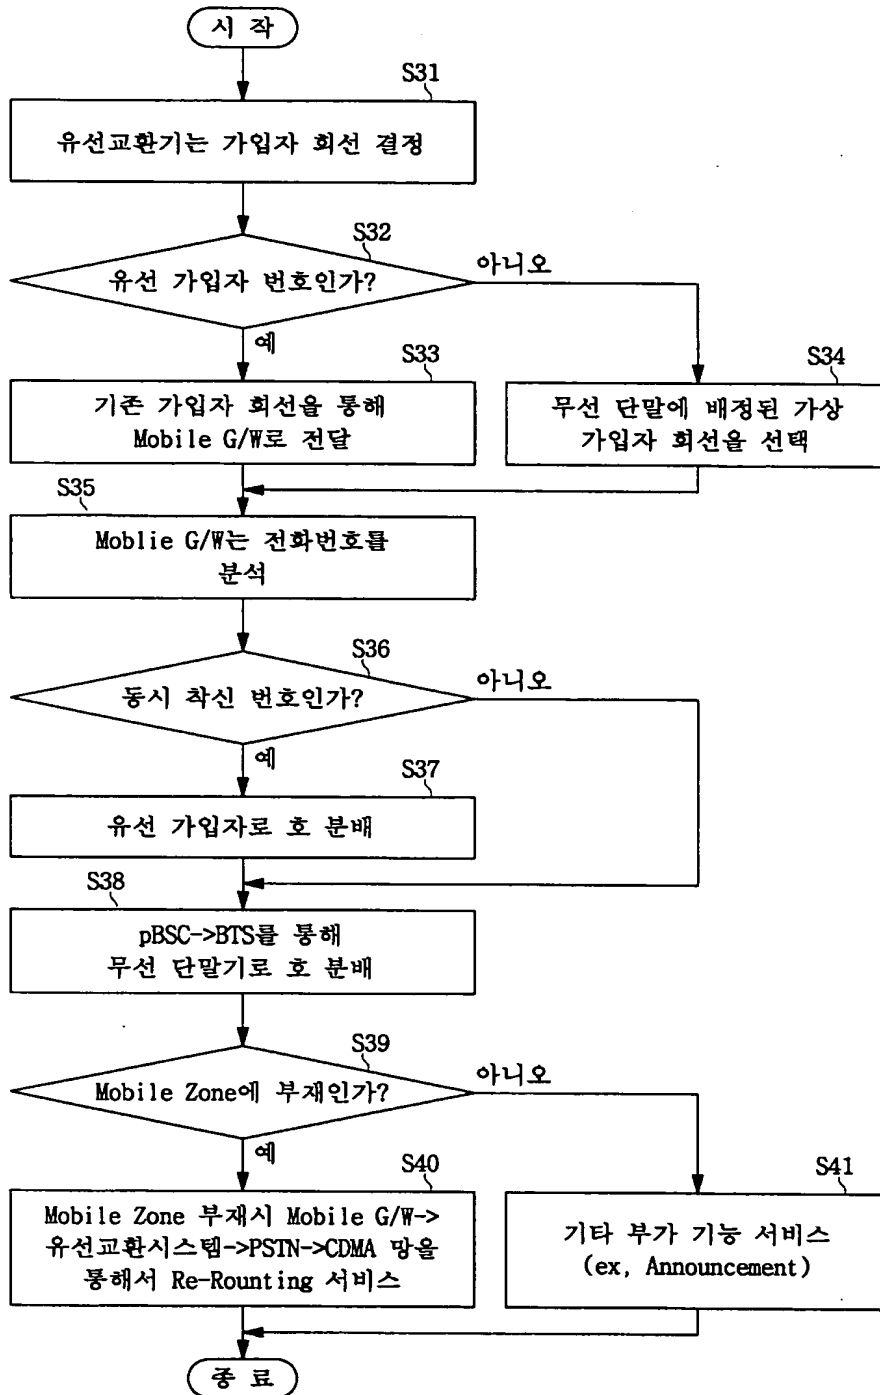 시 작
S31
유선교환기는 가입자 회선 결정
S32
유선 가입자 번호인가?
아니오
예
S33
기존 가입자 회선을 통해
Mobile G/W로 전달
S34
무선 단말에 배정된 가상
가입자 회선을 선택
S35
Moblie G/W는 전화번호를
분석
S36
동시 착신 번호인가?
아니오
예
S37
유선 가입자로 호 분배
S38
pBSC->BTS를 통해
무선 단말기로 호 분배
S39
Mobile Zone에 부재인가?
아니오
예
S40
Mobile Zone 부재시 Mobile G/W->
유선교환시스템->PSTN->CDMA 망을
통해서 Re-Rounting 서비스
S41
기타 부가 기능 서비스
(ex, Announcement)
종 료